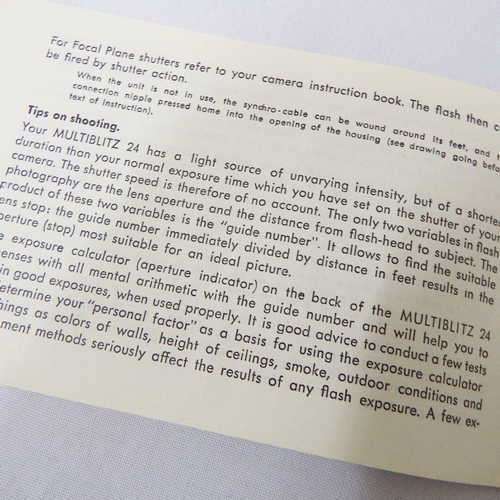 For Focal Plane shutters refer to your camera instruction book. The flash then c
be fired by shutter action.
When the unit is not in use, the synchro-cable can be wound around its feet, and
connection nipple pressed home into the opening of the housing (see drawing going befo
text of instruction).
Tips on shooting.
Your MULTIBLITZ 24 has a light source of unvarying intensity, but of a shorte
duration than your normal exposure time which you have set on the shutter of your
camera. The shutter speed is therefore of no account. The only two variables in flash
photography are the lens aperture and the distance from flash-head to subject. The
product of these two variables is the "guide number". It allows to find the suitable
ens stop: the guide number immediately divided by distance in feet results in the
perture (stop) most suitable for an ideal picture.
e exposure calculator (aperture indicator) on the back of the MULTIBLITZ 24
enses with all mental arithmetic with the guide number and will help you to
in good exposures, when used properly. It is good advice to conduct a few tests
etermine your "personal factor" as a basis for using the exposure calculator
hings as colors of walls, height of ceilings, smoke, outdoor conditions and
ment methods seriously affect the results of any flash exposure. A few ex-